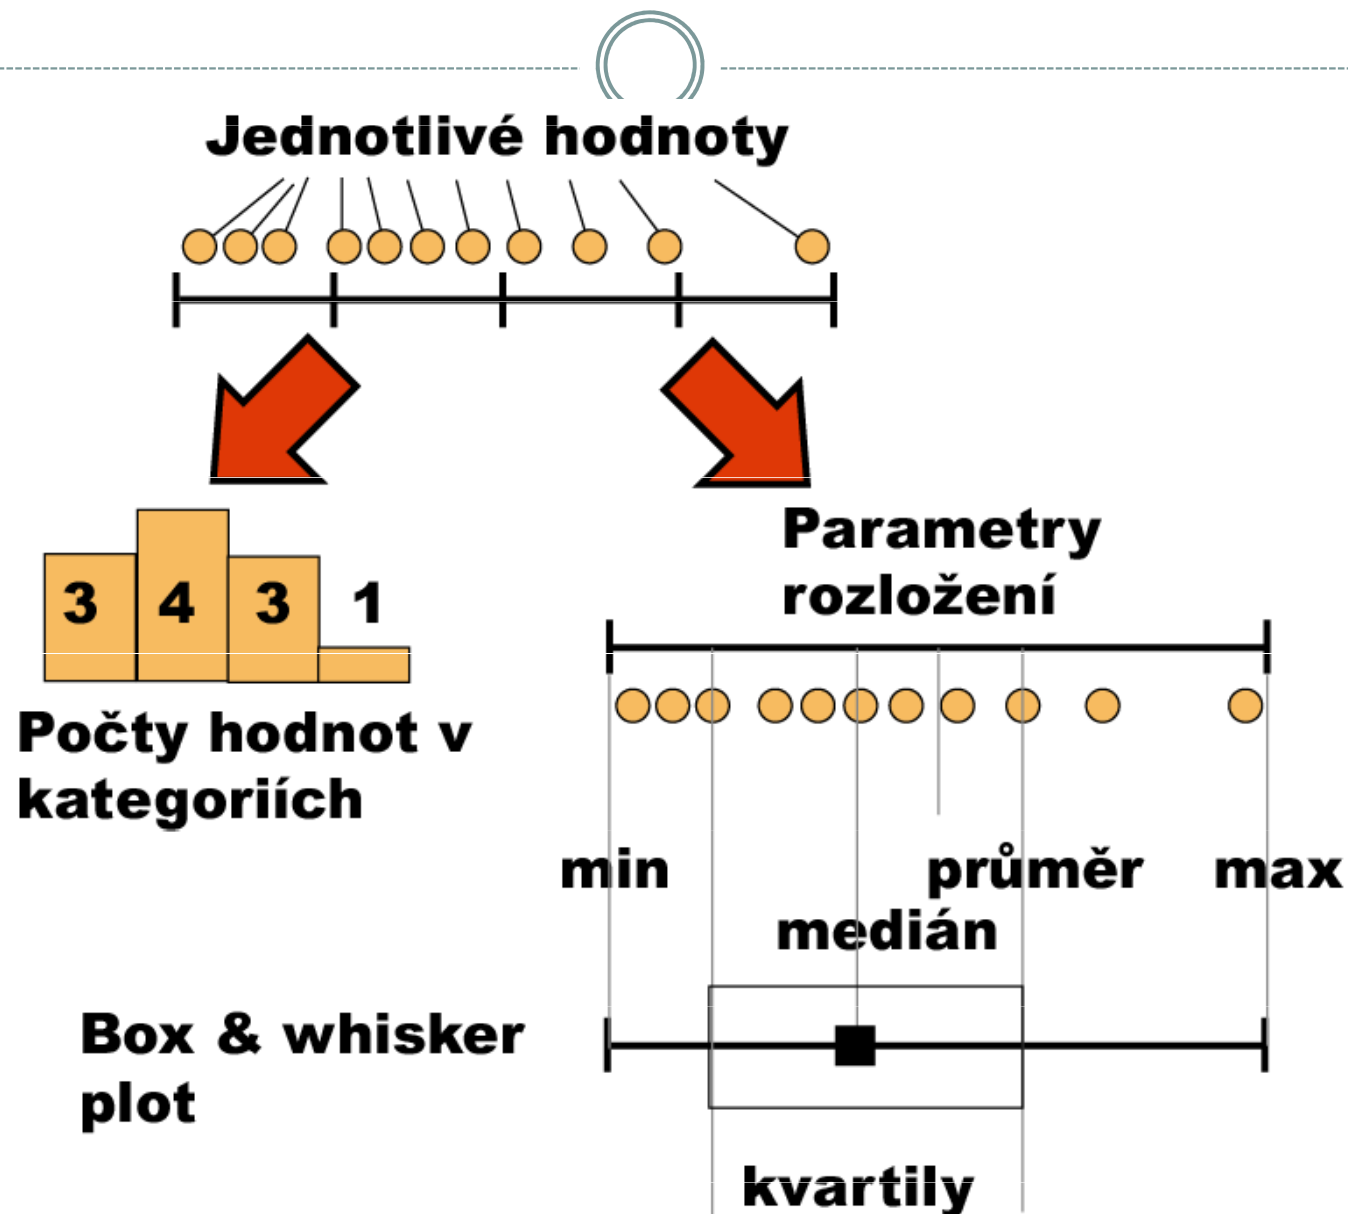 Jednotlivé hodnoty
3 4 3 1
Počty hodnot v
kategoriích
Parametry
rozložení
min průměr max
medián
Box & whisker
plot
kvartily